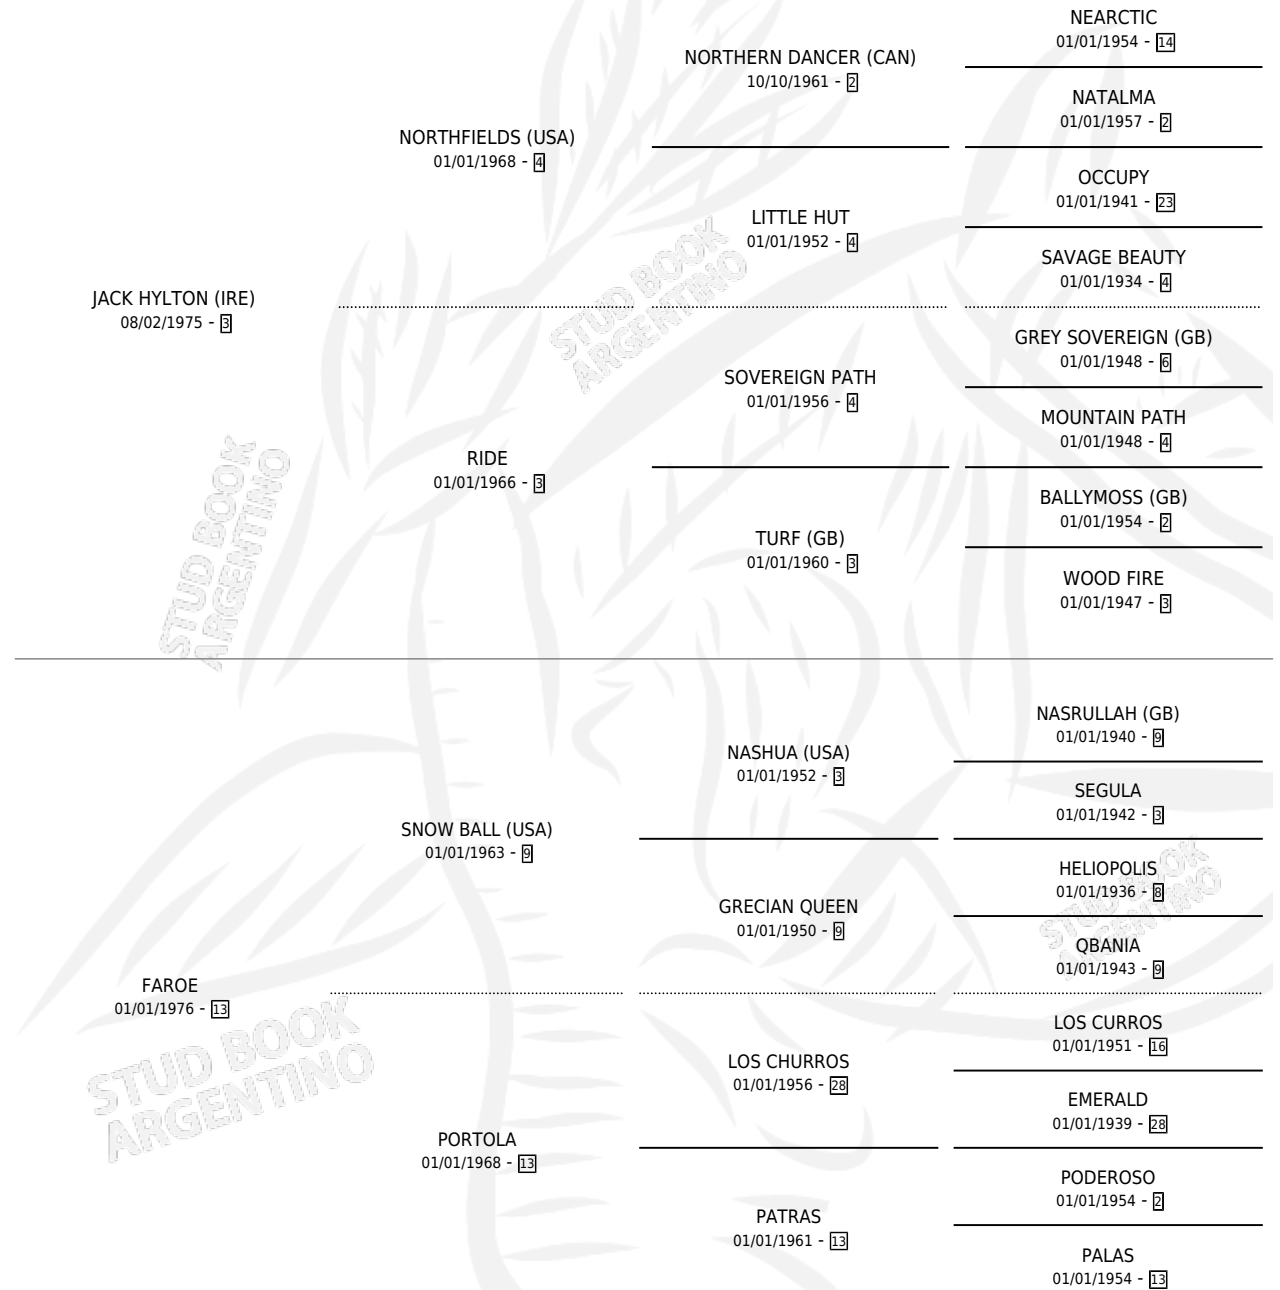 NEARCTIC
01/01/1954 - 14
NORTHERN DANCER (CAN)
10/10/1961 - 2
NATALMA
01/01/1957 - 2
NORTHFIELDS (USA)
01/01/1968 - 4
OCCUPY
01/01/1941 - 23
LITTLE HUT
01/01/1952 - 4
SAVAGE BEAUTY
01/01/1934 - 4
JACK HYLTON (IRE)
08/02/1975 - 3
STUD BOOK
ARGENTINO
GREY SOVEREIGN (GB)
01/01/1948 - 6
SOVEREIGN PATH
01/01/1956 - 4
MOUNTAIN PATH
01/01/1948 - 4
RIDE
01/01/1966 - 3
BALLYMOSS (GB)
01/01/1954 - 2
TURF (GB)
01/01/1960 - 3
WOOD FIRE
01/01/1947 - 3
STUD BOOK
ARGENTINO
NASRULLAH (GB)
01/01/1940 - 9
NASHUA (USA)
01/01/1952 - 3
SEGULA
01/01/1942 - 3
SNOW BALL (USA)
01/01/1963 - 9
HELIOPOLIS
01/01/1936 - 8
GRECIAN QUEEN
01/01/1950 - 9
QBANIA
01/01/1943 - 9
STUD BOOK
ARGENTINO
FAROE
01/01/1976 - 13
STUD BOOK
ARGENTINO
LOS CURROS
01/01/1951 - 16
LOS CHURROS
01/01/1956 - 28
EMERALD
01/01/1939 - 28
PORTOLA
01/01/1968 - 13
PODEROSO
01/01/1954 - 2
PATRAS
01/01/1961 - 13
PALAS
01/01/1954 - 13